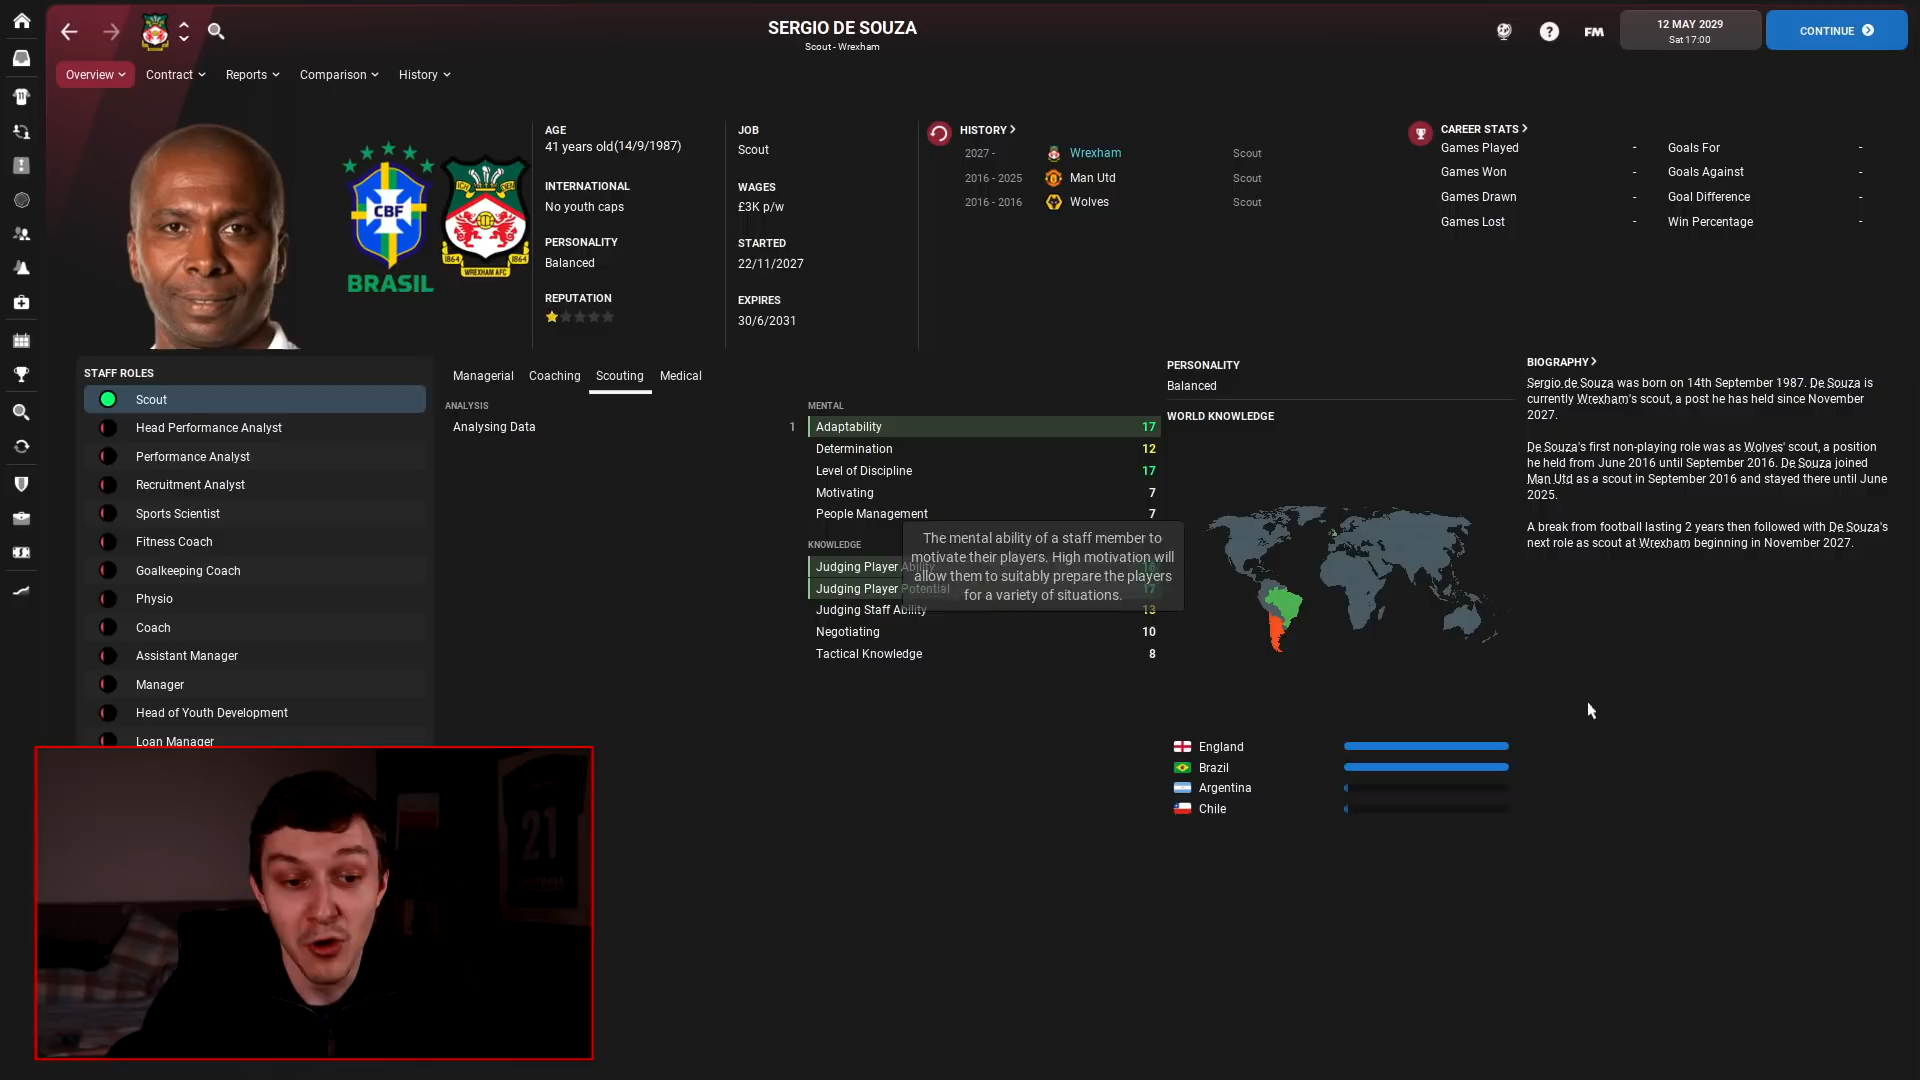 SERGIO DE SOUZA
Scout - Wrexham
FM
12 MAY 2029
Sat 17:00
CONTINUE
Overview
Contract
Reports
Comparison
History
CBF
BRASIL
1864
1864
WREXHAM AFC
AGE
41 years old(14/9/1987)
INTERNATIONAL
No youth caps
PERSONALITY
Balanced
REPUTATION
JOB
Scout
WAGES
£3K p/w
STARTED
22/11/2027
EXPIRES
30/6/2031
HISTORY
2027 - Wrexham Scout
2016 - 2025 Man Utd Scout
2016 - 2016 Wolves Scout
CAREER STATS
Games Played - Goals For -
Games Won - Goals Against -
Games Drawn - Goal Difference -
Games Lost - Win Percentage -
STAFF ROLES
Scout
Head Performance Analyst
Performance Analyst
Recruitment Analyst
Sports Scientist
Fitness Coach
Goalkeeping Coach
Physio
Coach
Assistant Manager
Manager
Head of Youth Development
Loan Manager
Managerial
Coaching
Scouting
Medical
ANALYSIS
Analysing Data 1
MENTAL
Adaptability 17
Determination 12
Level of Discipline 17
Motivating 7
People Management 7
The mental ability of a staff member to
motivate their players. High motivation will
allow them to suitably prepare the players
for a variety of situations.
KNOWLEDGE
Judging Player Ability 16
Judging Player Potential 17
Judging Staff Ability 13
Negotiating 10
Tactical Knowledge 8
PERSONALITY
Balanced
WORLD KNOWLEDGE
England
Brazil
Argentina
Chile
BIOGRAPHY
Sergio de Souza was born on 14th September 1987. De Souza is
currently Wrexham's scout, a post he has held since November
2027.
De Souza's first non-playing role was as Wolves' scout, a position
he held from June 2016 until September 2016. De Souza joined
Man Utd as a scout in September 2016 and stayed there until June
2025.
A break from football lasting 2 years then followed with De Souza's
next role as scout at Wrexham beginning in November 2027.
21